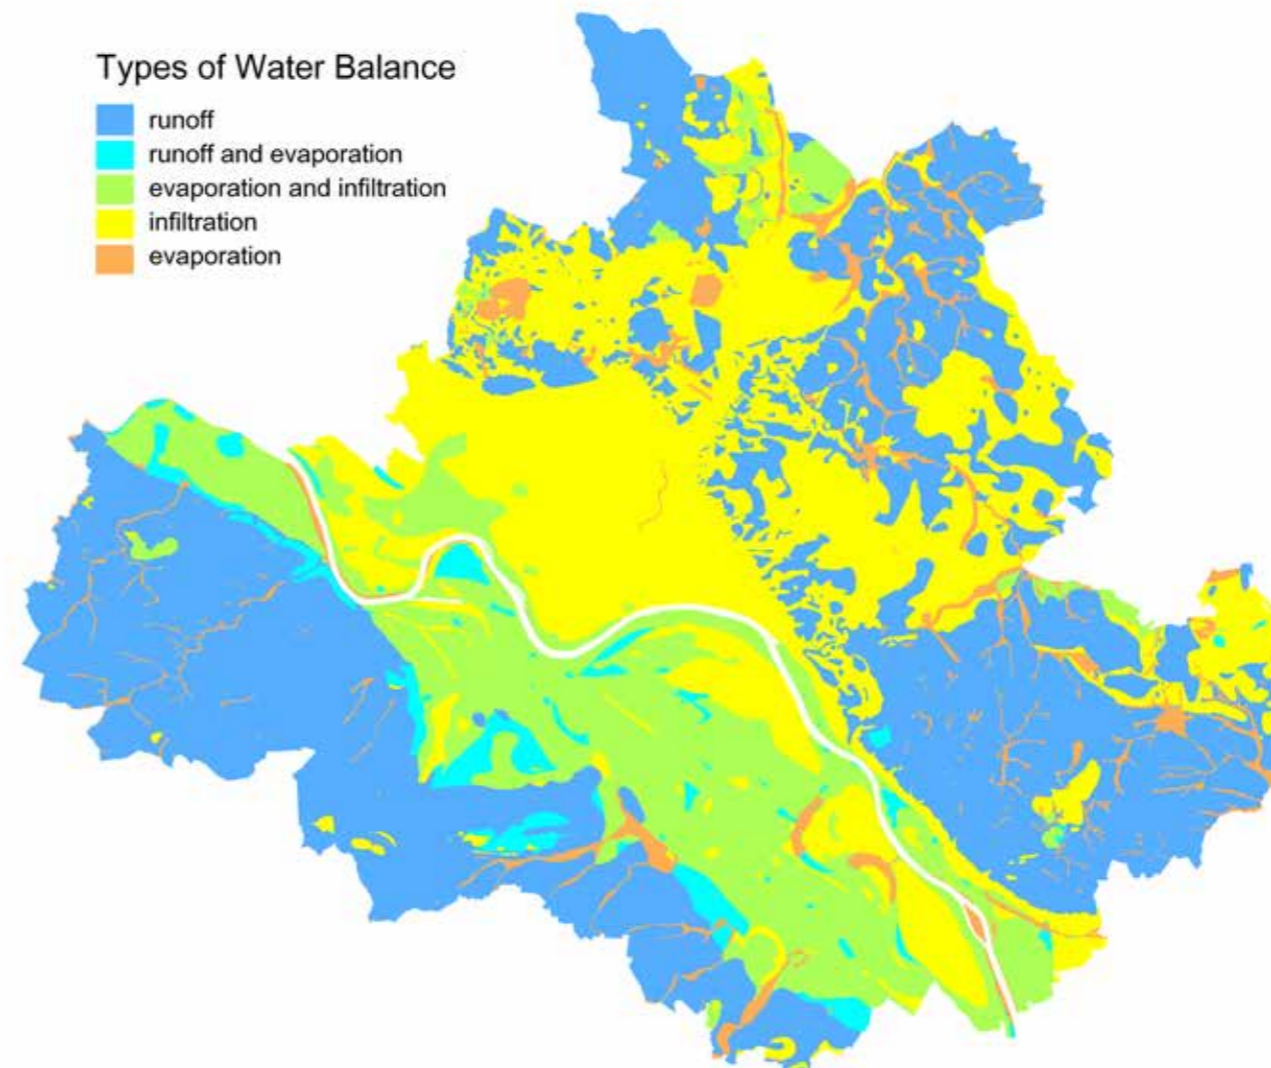 Types of Water Balance
runoff
runoff and evaporation
evaporation and infiltration
infiltration
evaporation